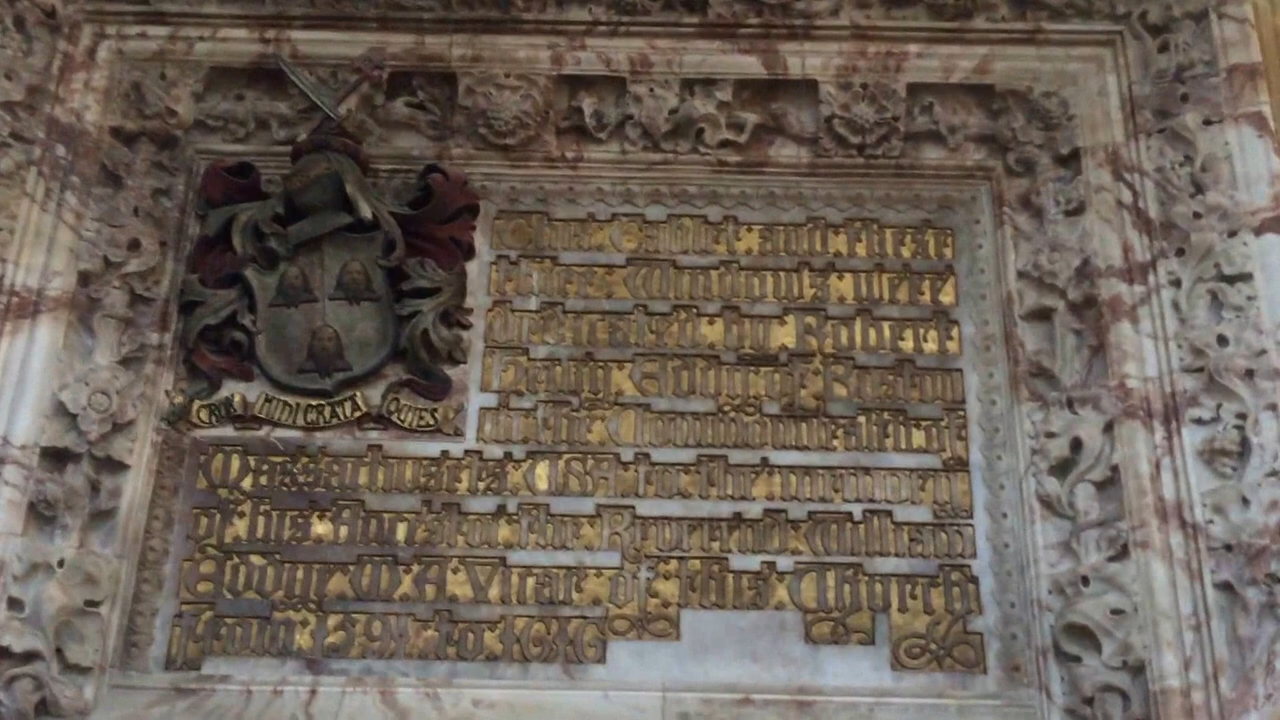 This Tablet and these
three Windows were
dedicated by Robert
Henry Eddy of Boston
in the Commonwealth of
CRUX MIHI GRATA QUIES
Massachusetts USA to the memory
of his Ancestor the Reverend William
Eddye M A Vicar of this Church
from 1591 to 1616